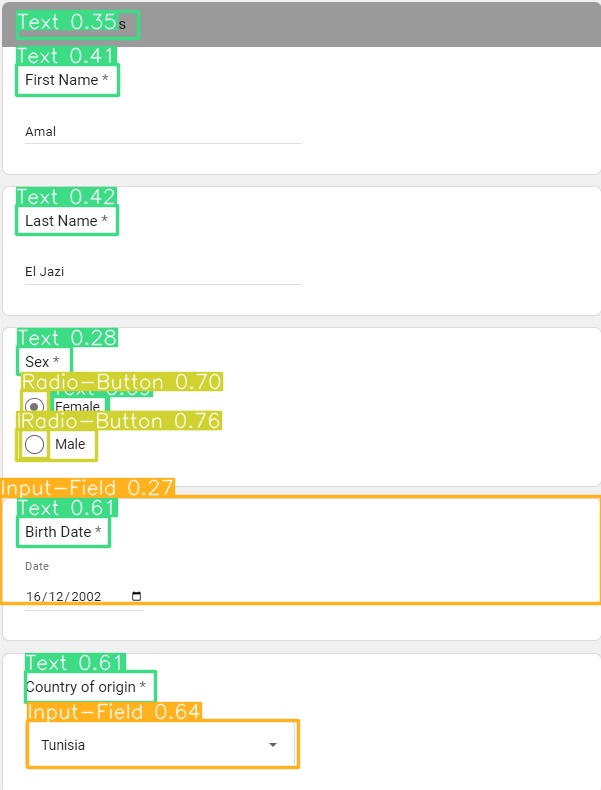 Text 0.35s
Text 0.41
First Name *
Amal
Text 0.42
Last Name *
El Jazi
Text 0.28
Sex *
Radio-Button 0.70
Female
Radio-Button 0.76
Male
Input-Field 0.27
Text 0.61
Birth Date *
Date
16/12/2002
Text 0.61
Country of origin *
Input-Field 0.64
Tunisia